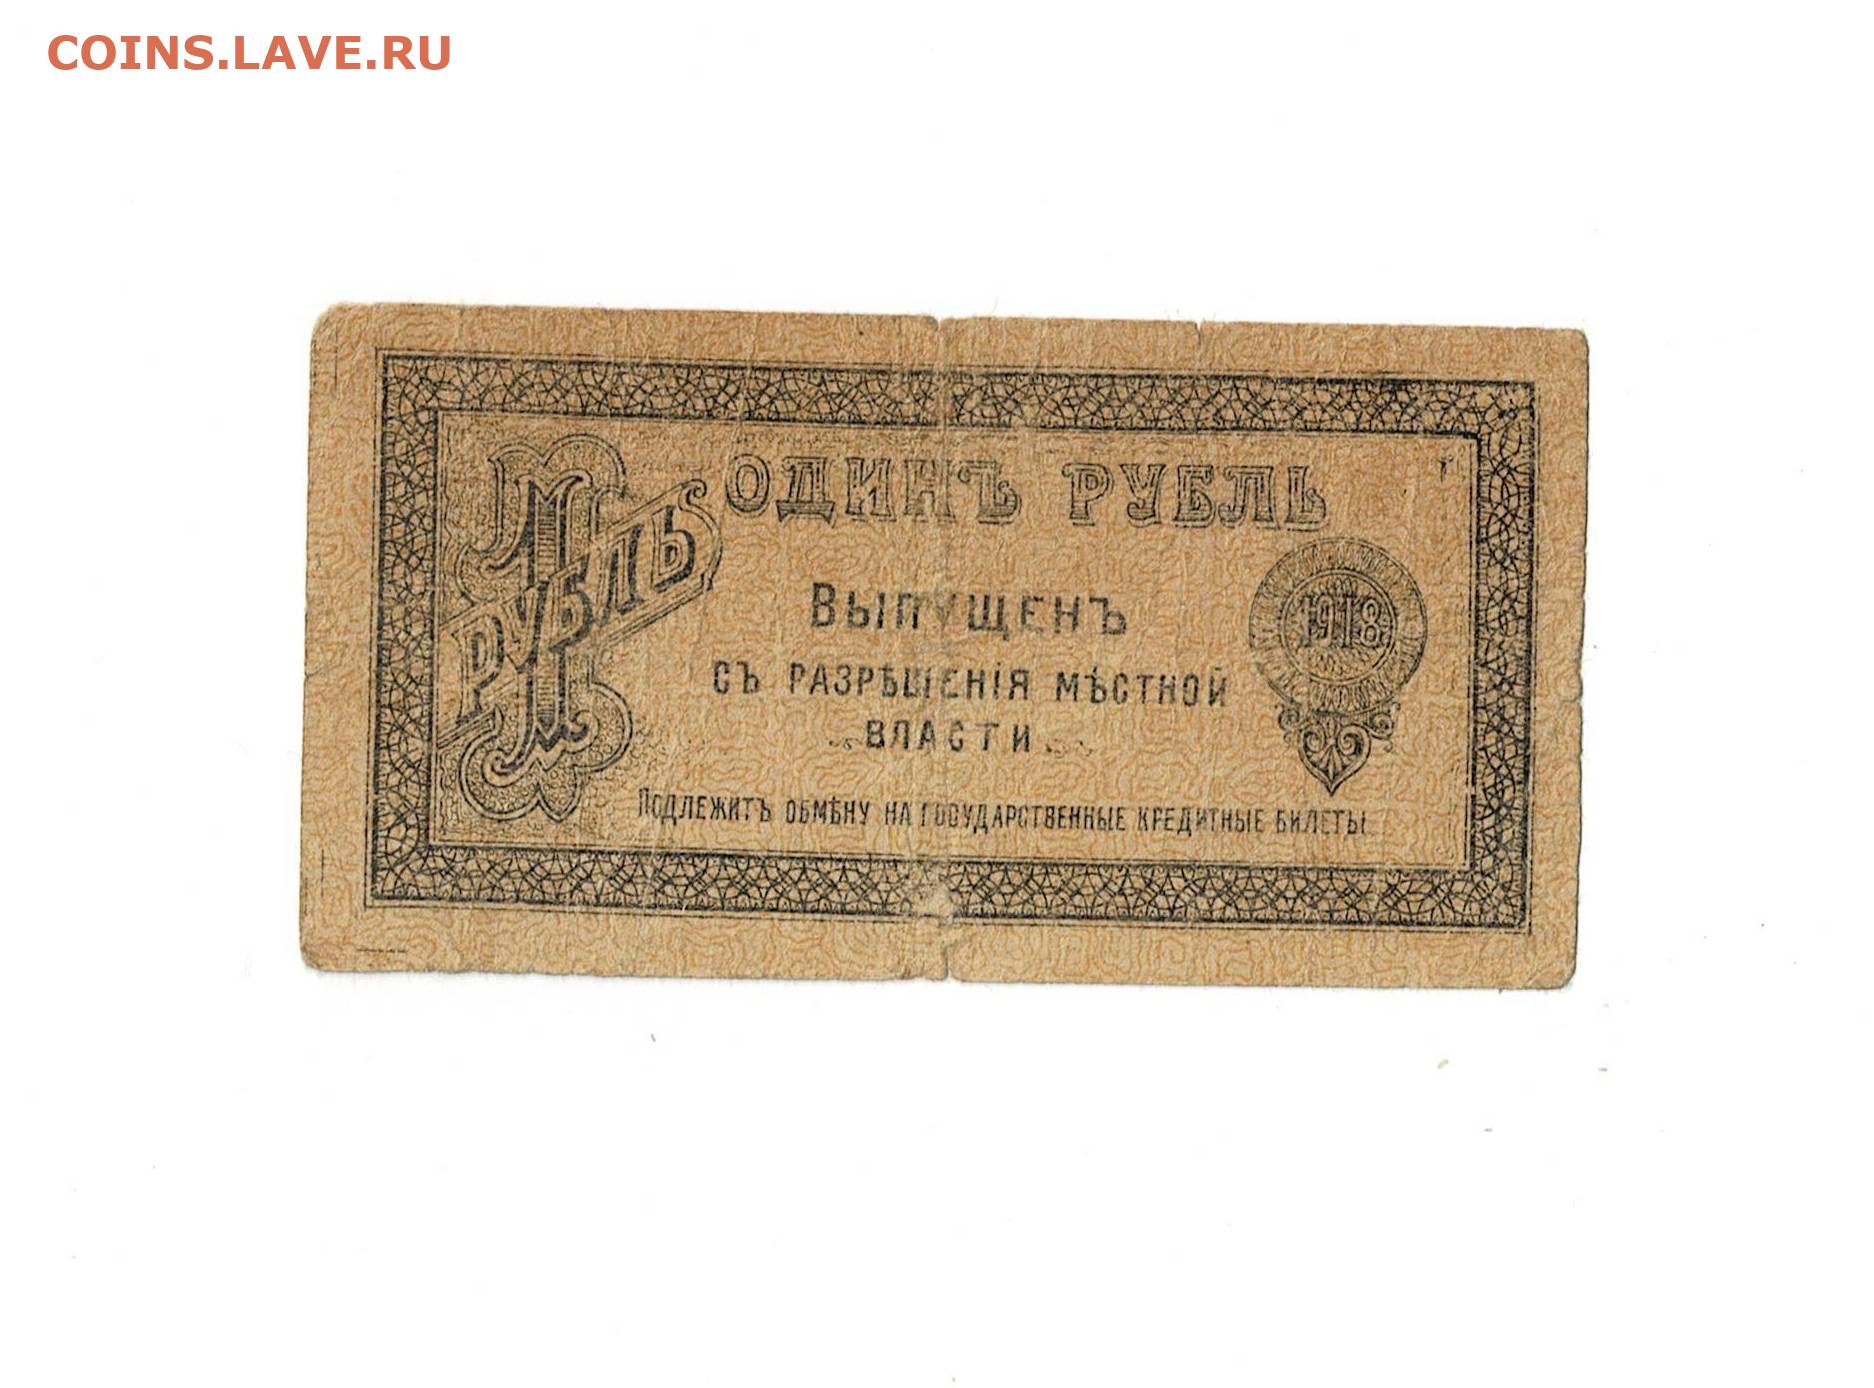 COINS.LAVE.RU
ОДИНЪ РУБЛЬ
1
РУБЛЬ
1918
ВЫПУЩЕНЪ
СЪ РАЗРѢШЕНІЯ МѢСТНОЙ
ВЛАСТИ
ПОДЛЕЖИТЪ ОБМѢНУ НА ГОСУДАРСТВЕННЫЕ КРЕДИТНЫЕ БИЛЕТЫ